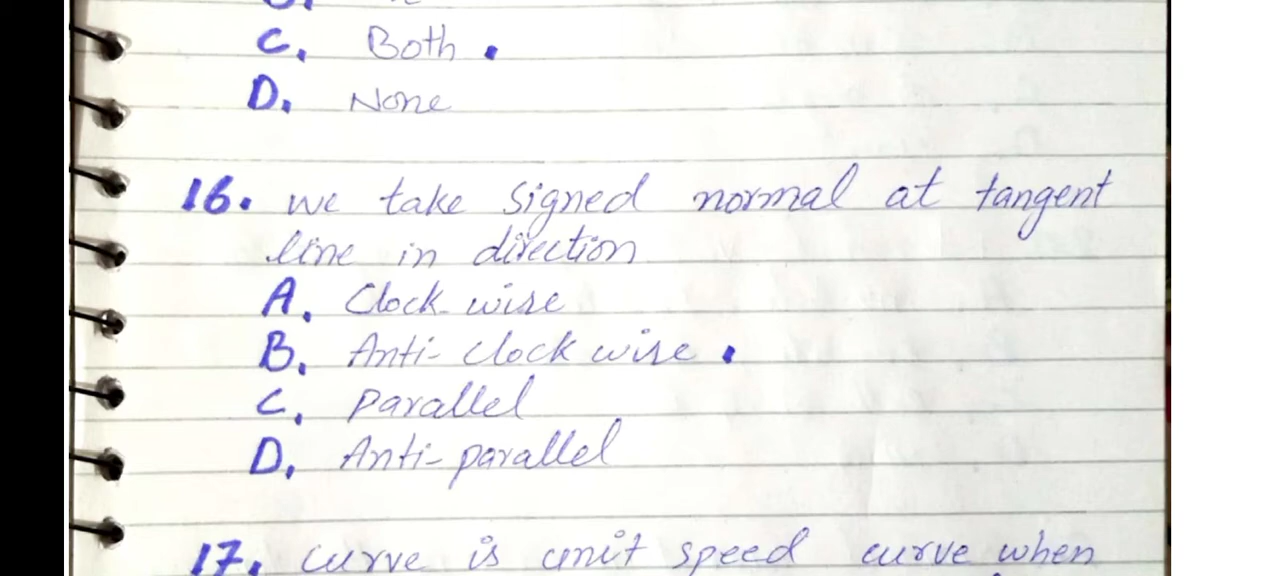 C. Both .
D. None
16. we take signed normal at tangent
line in direction
A. Clock wise
B. Anti-clock wise .
C. parallel
D. Anti-parallel
17. curve is unit speed curve when